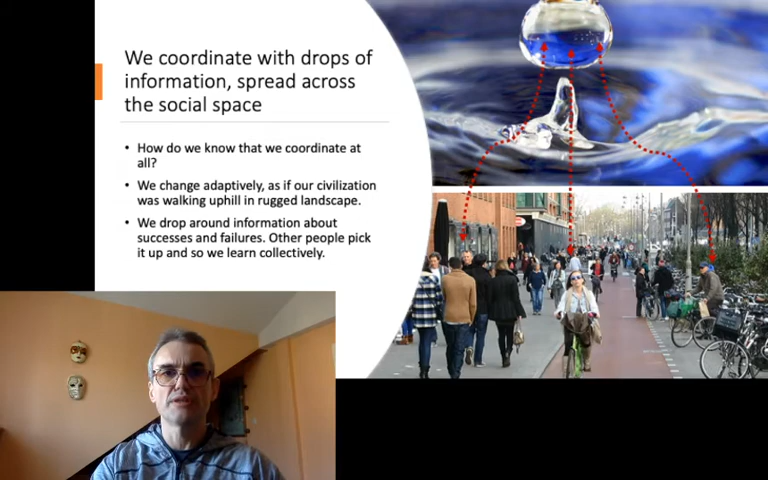 We coordinate with drops of
information, spread across
the social space
• How do we know that we coordinate at
all?
• We change adaptively, as if our civilization
was walking uphill in rugged landscape.
• We drop around information about
successes and failures. Other people pick
it up and so we learn collectively.